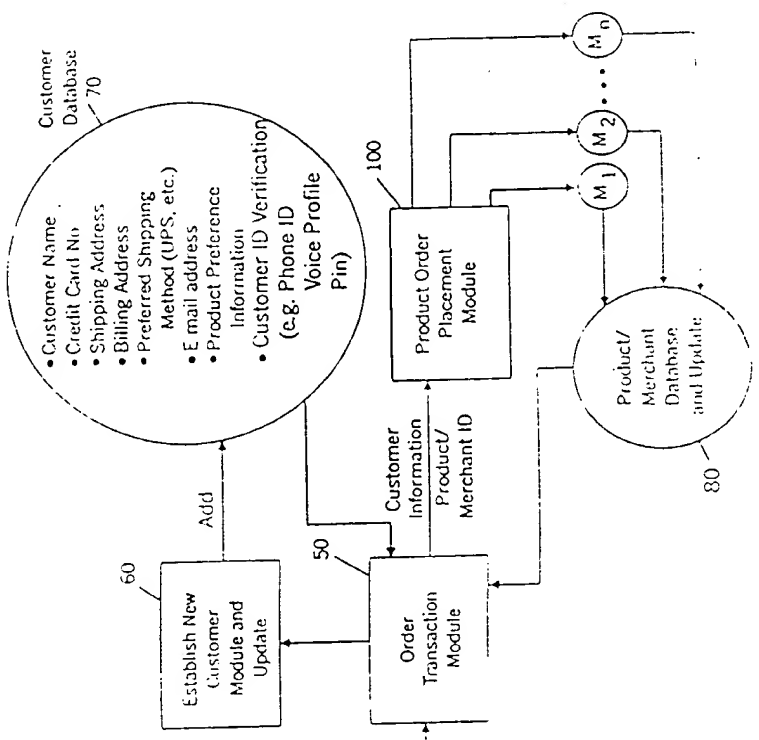 Customer
Database
70
• Customer Name
• Credit Card No
• Shipping Address
• Billing Address
• Preferred Shipping
Method (UPS, etc.)
• E mail address
• Product Preference
Information
• Customer ID Verification
(e.g. Phone ID
Voice Profile
Pin)
60
Establish New
Customer
Module and
Update
Add
50
Order
Transaction
Module
Customer
Information
Product/
Merchant ID
100
Product Order
Placement
Module
M1
M2
• • •
Mn
Product/
Merchant
Database
and Update
80